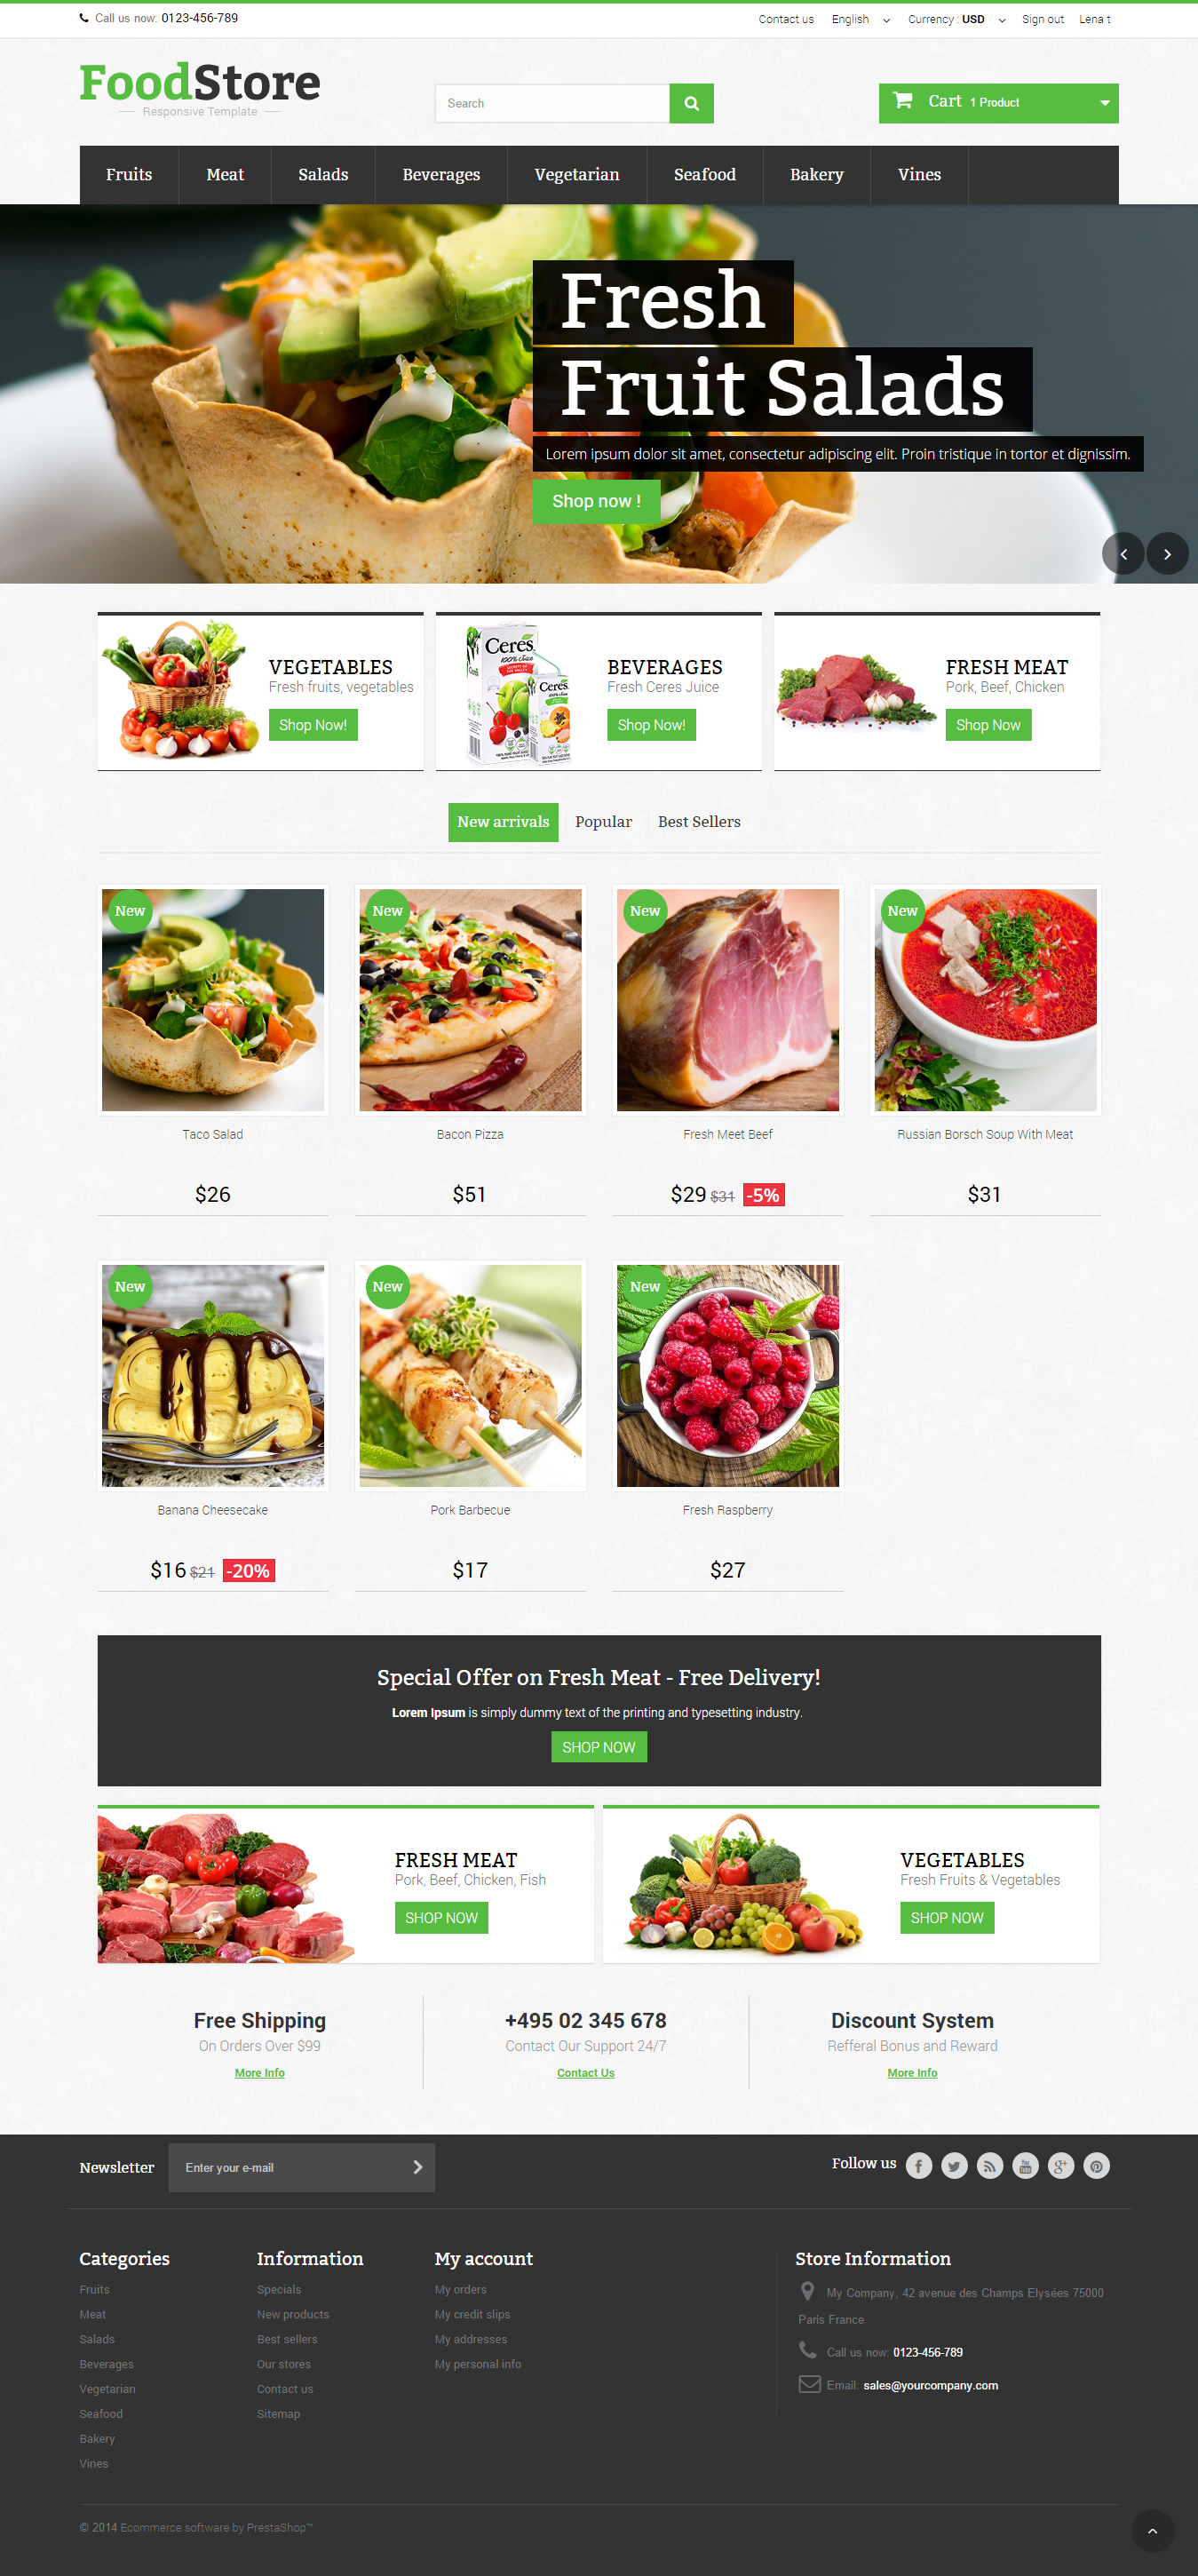 Call us now: 0123-456-789
Contact us English Currency : USD Sign out Lena t
FoodStore
Responsive Template
Search
Cart 1 Product
Fruits Meat Salads Beverages Vegetarian Seafood Bakery Vines
Fresh
Fruit Salads
Lorem ipsum dolor sit amet, consectetur adipiscing elit. Proin tristique in tortor et dignissim.
Shop now !
VEGETABLES
Fresh fruits, vegetables
Shop Now!
Ceres
100% Juice
Ceres
BEVERAGES
Fresh Ceres Juice
Shop Now!
FRESH MEAT
Pork, Beef, Chicken
Shop Now
New arrivals Popular Best Sellers
New New New New
Taco Salad Bacon Pizza Fresh Meet Beef Russian Borsch Soup With Meat
$26 $51 $29 $31 -5% $31
New New New
Banana Cheesecake Pork Barbecue Fresh Raspberry
$16 $21 -20% $17 $27
Special Offer on Fresh Meat - Free Delivery!
Lorem Ipsum is simply dummy text of the printing and typesetting industry.
SHOP NOW
FRESH MEAT
Pork, Beef, Chicken, Fish
SHOP NOW
VEGETABLES
Fresh Fruits & Vegetables
SHOP NOW
Free Shipping
On Orders Over $99
More Info
+495 02 345 678
Contact Our Support 24/7
Contact Us
Discount System
Refferal Bonus and Reward
More Info
Newsletter
Enter your e-mail
Follow us
Categories
Fruits
Meat
Salads
Beverages
Vegetarian
Seafood
Bakery
Vines
Information
Specials
New products
Best sellers
Our stores
Contact us
Sitemap
My account
My orders
My credit slips
My addresses
My personal info
Store Information
My Company, 42 avenue des Champs Elysées 75000
Paris France
Call us now: 0123-456-789
Email: sales@yourcompany.com
© 2014 Ecommerce software by PrestaShop™